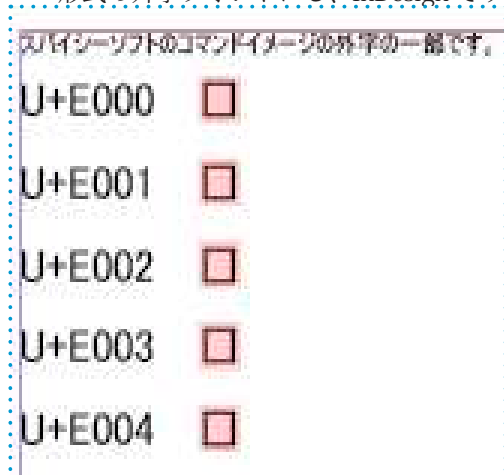 スパイシーソフトのコマンドイメージの外字の一部です。
U+E000 □
U+E001 □
U+E002 □
U+E003 □
U+E004 □